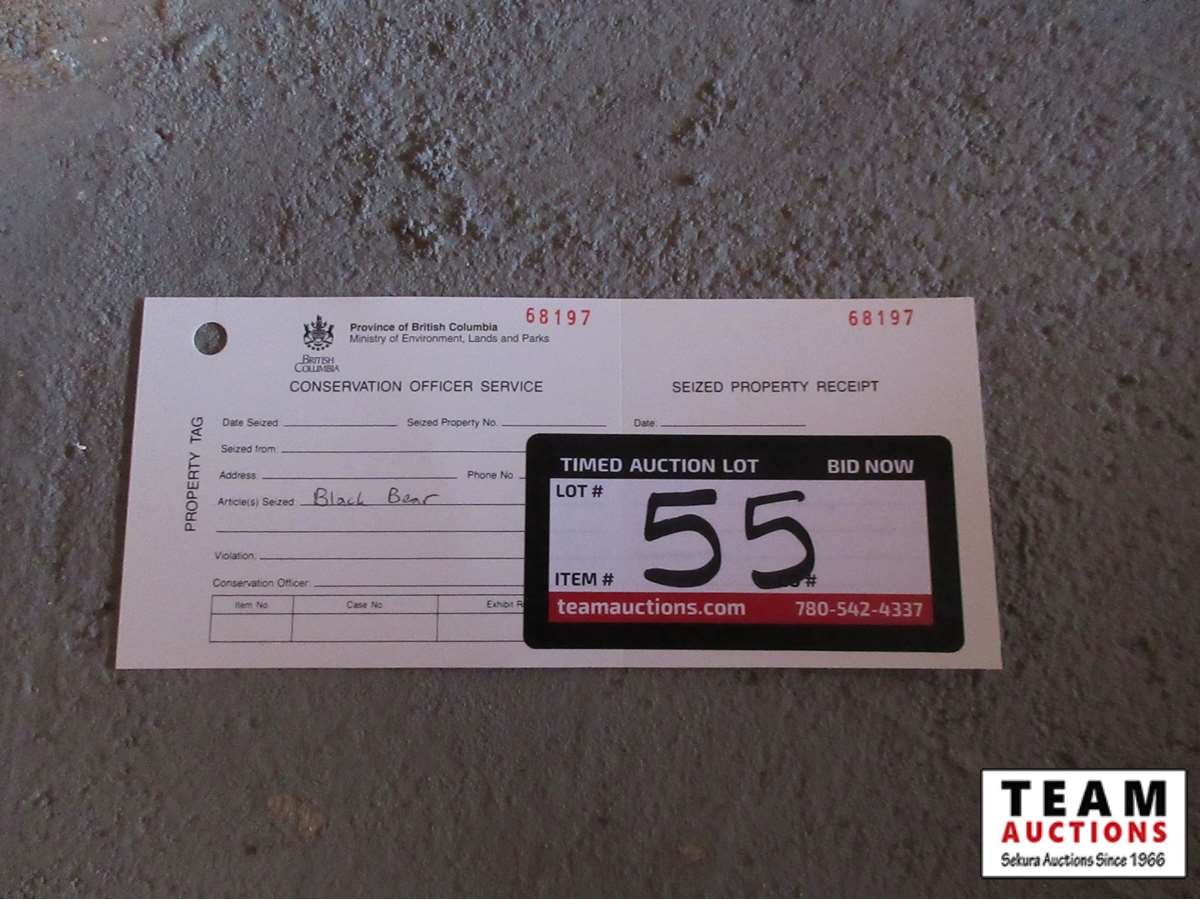 68197
68197
Province of British Columbia
Ministry of Environment, Lands and Parks
BRITISH
COLUMBIA
CONSERVATION OFFICER SERVICE
SEIZED PROPERTY RECEIPT
PROPERTY TAG
Date Seized Seized Property No. Date:
Seized from:
Address: Phone No.
Article(s) Seized: Black Bear
Violation:
Conservation Officer:
Item No. Case No. Exhibit R
TIMED AUCTION LOT BID NOW
LOT # 55
ITEM # #
teamauctions.com 780-542-4337
TEAM
AUCTIONS
Sekura Auctions Since 1966